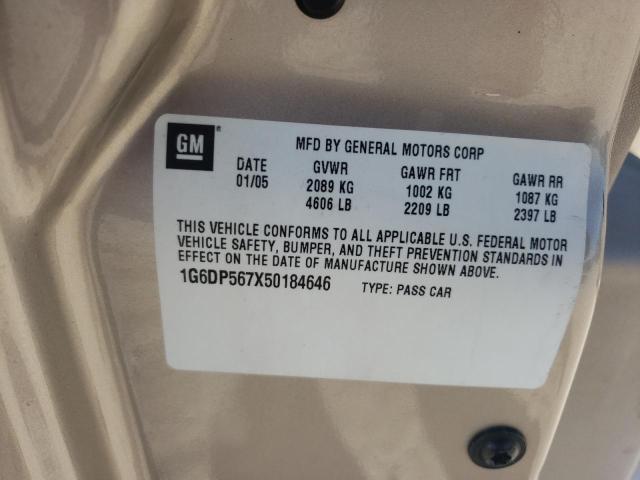 GM ®
MFD BY GENERAL MOTORS CORP
DATE GVWR GAWR FRT GAWR RR
01/05 2089 KG 1002 KG 1087 KG
4606 LB 2209 LB 2397 LB
THIS VEHICLE CONFORMS TO ALL APPLICABLE U.S. FEDERAL MOTOR
VEHICLE SAFETY, BUMPER, AND THEFT PREVENTION STANDARDS IN
EFFECT ON THE DATE OF MANUFACTURE SHOWN ABOVE.
1G6DP567X50184646 TYPE: PASS CAR